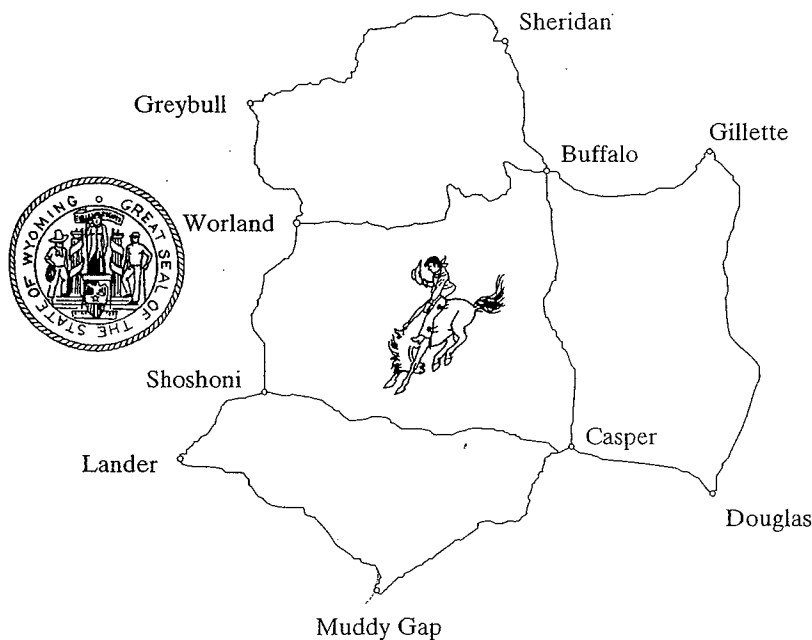 Sheridan
Greybull
Gillette
Buffalo
Worland
GREAT SEAL OF THE STATE OF WYOMING
Shoshoni
Casper
Lander
Douglas
Muddy Gap